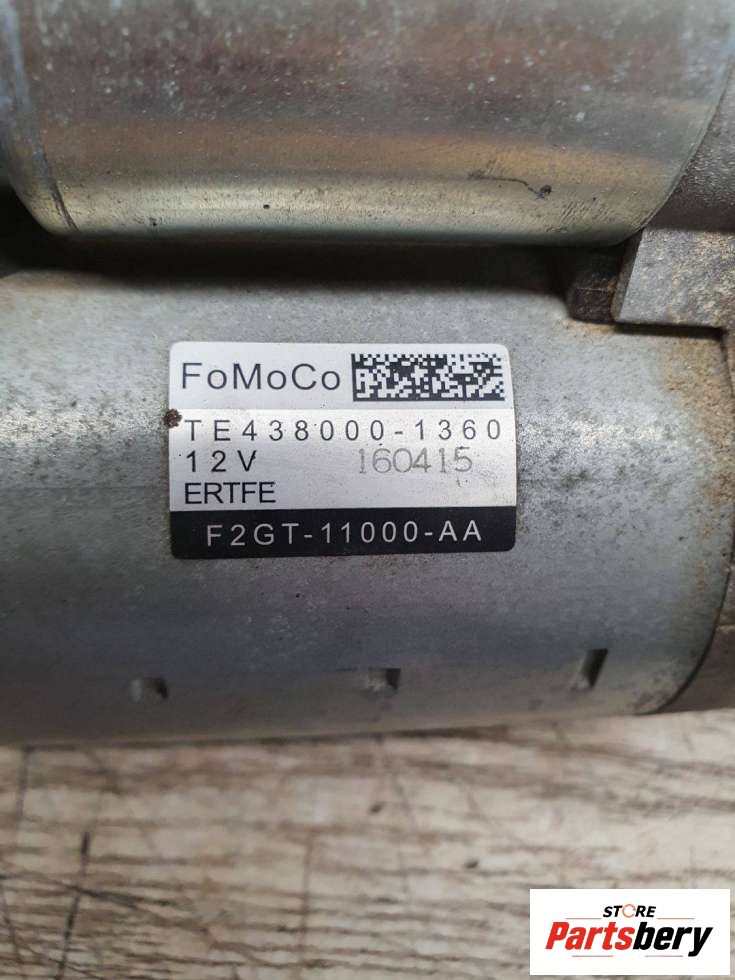 FoMoCo
TE438000-1360
12V 160415
ERTFE
F2GT-11000-AA
STORE
Partsbery